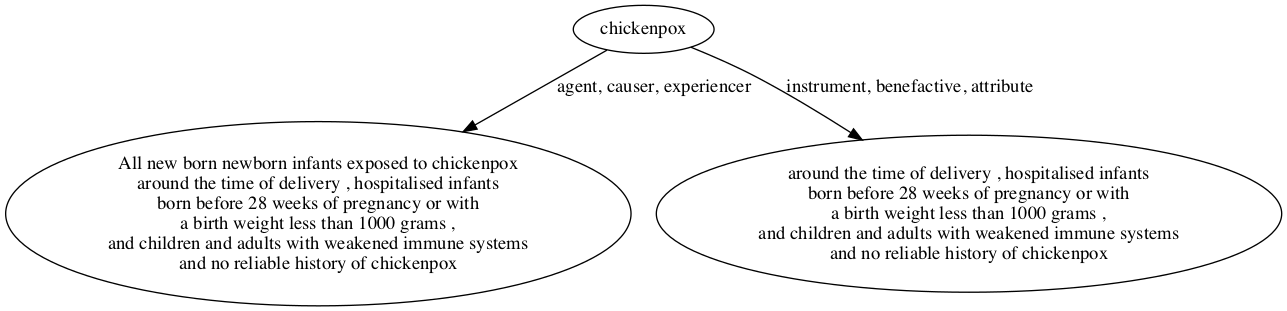 chickenpox
agent, causer, experiencer
instrument, benefactive, attribute
All new born newborn infants exposed to chickenpox
around the time of delivery , hospitalised infants
born before 28 weeks of pregnancy or with
a birth weight less than 1000 grams ,
and children and adults with weakened immune systems
and no reliable history of chickenpox
around the time of delivery , hospitalised infants
born before 28 weeks of pregnancy or with
a birth weight less than 1000 grams ,
and children and adults with weakened immune systems
and no reliable history of chickenpox